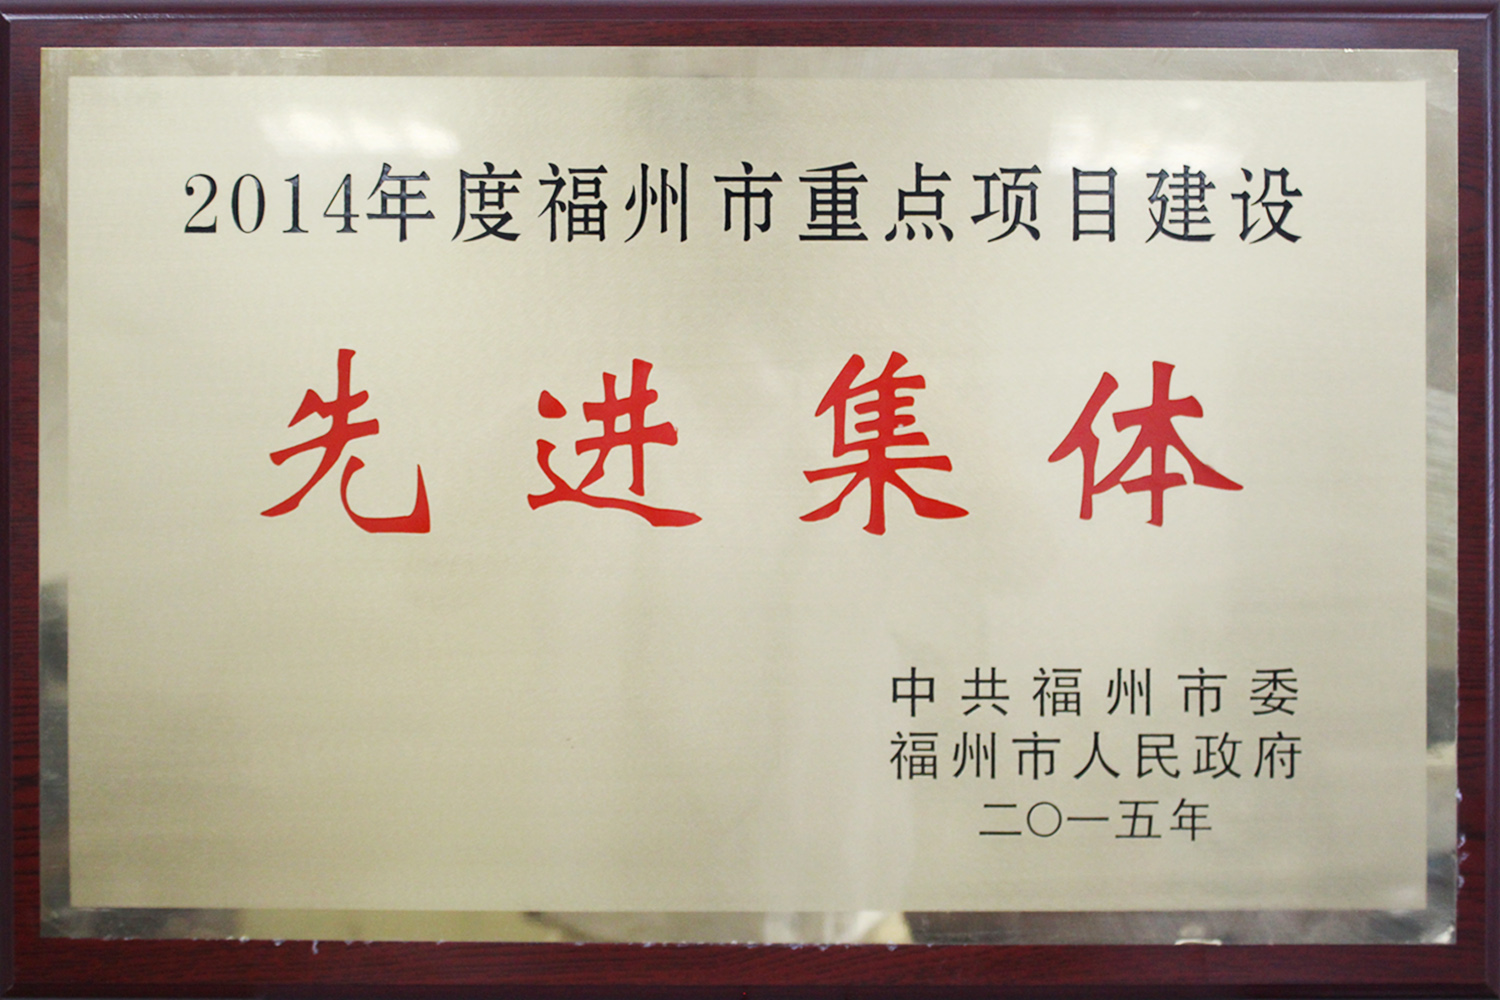 2014年度福州市重点项目建设
先进集体
中共福州市委
福州市人民政府
二〇一五年